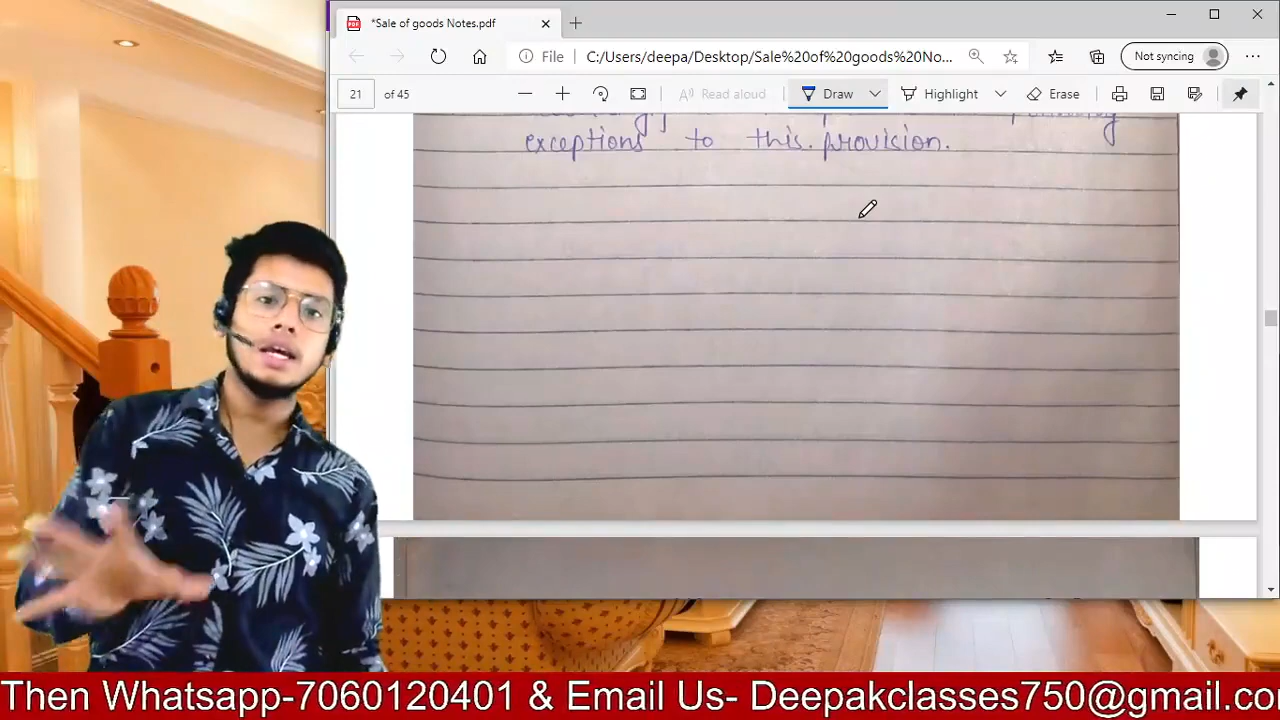 *Sale of goods Notes.pdf
File
C:/Users/deepa/Desktop/Sale%20of%20goods%20No...
Not syncing
21 of 45
Read aloud
Draw
Highlight
Erase
exceptions to this provision.
Then Whatsapp-7060120401 & Email Us- Deepakclasses750@gmail.co